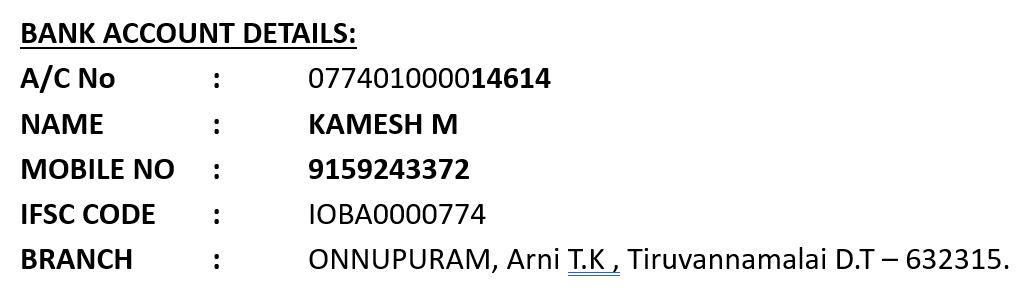 BANK ACCOUNT DETAILS:
A/C No : 077401000014614
NAME : KAMESH M
MOBILE NO : 9159243372
IFSC CODE : IOBA0000774
BRANCH : ONNUPURAM, Arni T.K , Tiruvannamalai D.T – 632315.